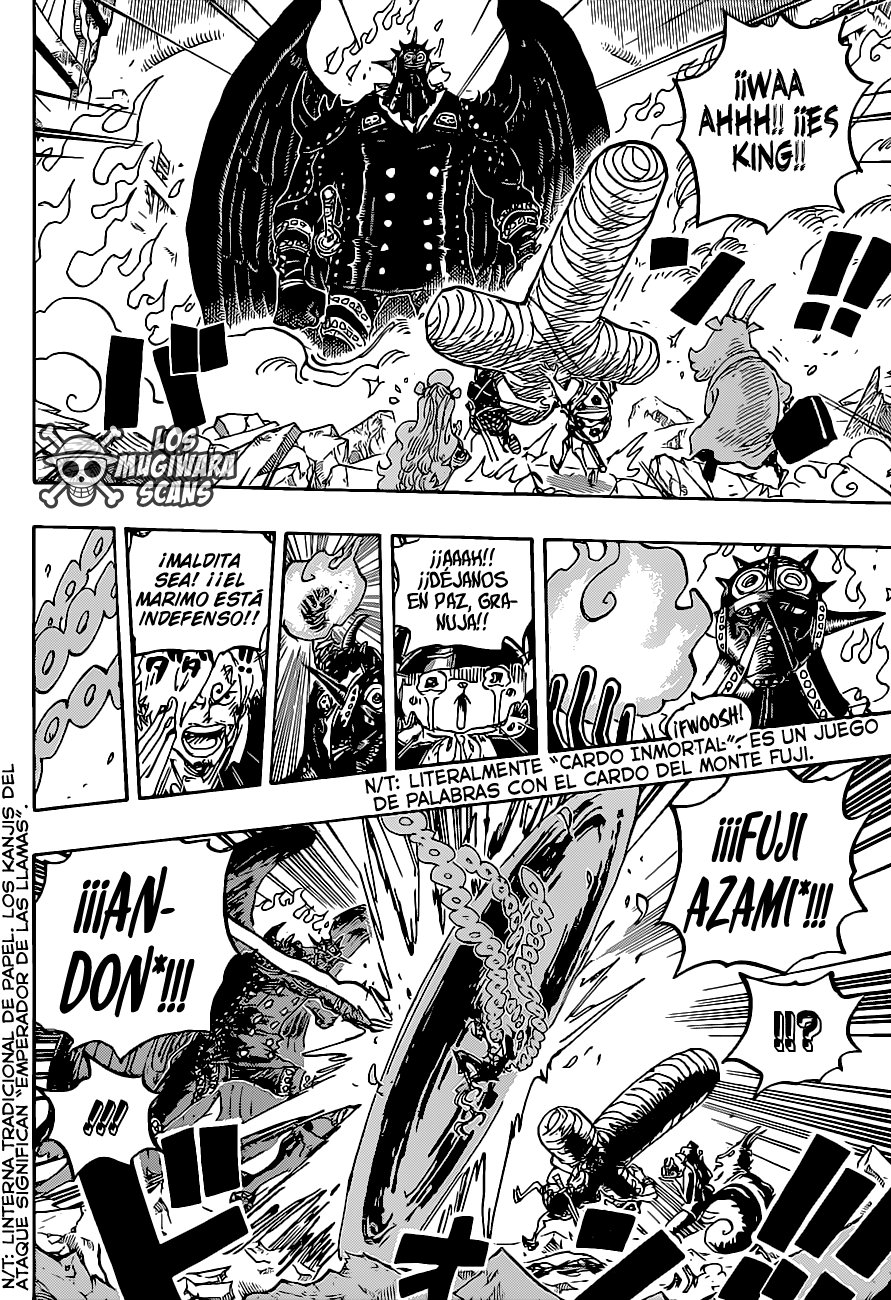 ¡¡WAA
AHHH!! ¡¡ES
KING!!
LOS
MUGIWARA
SCANS
¡FWOOSH!
¡¡AAAH!!
¡¡DÉJANOS
EN PAZ, GRA-
NUJA!!
¡MALDITA
SEA! ¡¡EL
MARIMO ESTÁ
INDEFENSO!!
N/T: LITERALMENTE "CARDO INMORTAL". ES UN JUEGO
DE PALABRAS CON EL CARDO DEL MONTE FUJI.
¡¡¡FUJI
AZAMI*!!!
!!?
¡¡¡AN-
DON*!!!
!!!
N/T: LINTERNA TRADICIONAL DE PAPEL. LOS KANJIS DEL
ATAQUE SIGNIFICAN "EMPERADOR DE LAS LLAMAS".